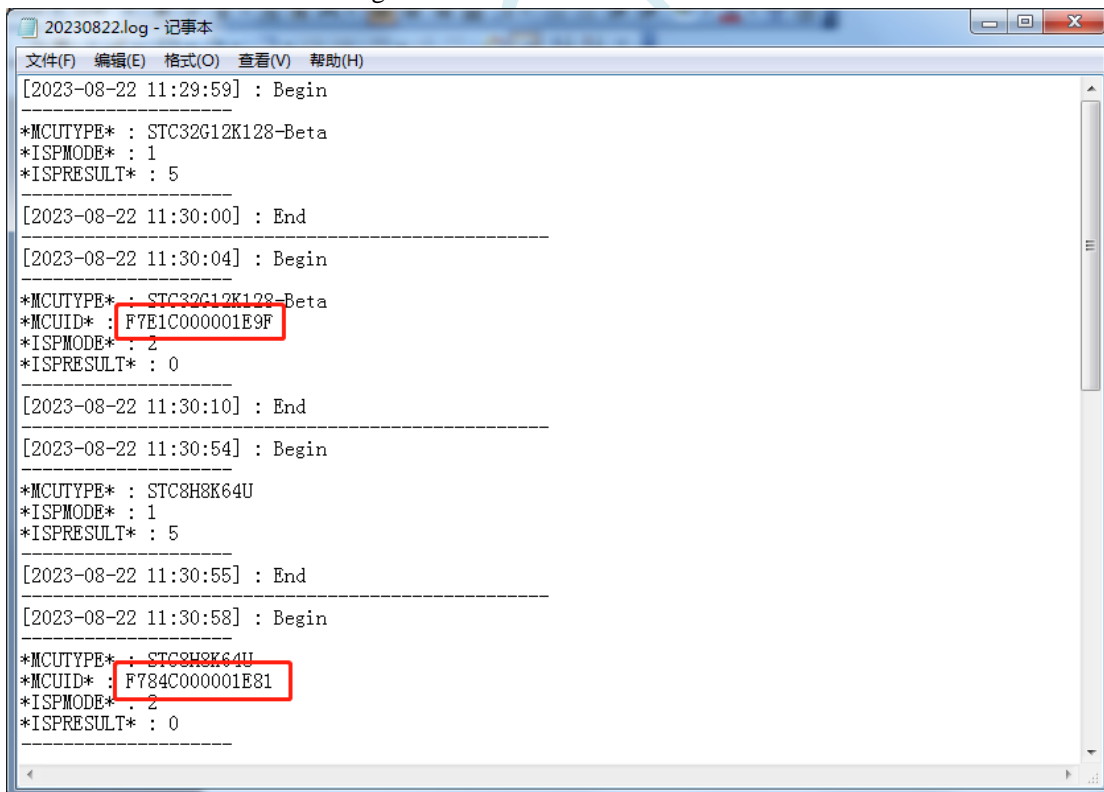 20230822.log - 记事本
文件(F) 编辑(E) 格式(O) 查看(V) 帮助(H)
[2023-08-22 11:29:59] : Begin
--------------------
*MCUTYPE* : STC32G12K128-Beta
*ISPMODE* : 1
*ISPRESULT* : 5
--------------------
[2023-08-22 11:30:00] : End
--------------------------------------------------
[2023-08-22 11:30:04] : Begin
--------------------
*MCUTYPE* : STC32G12K128-Beta
*MCUID* : F7E1C000001E9F
*ISPMODE* : 2
*ISPRESULT* : 0
--------------------
[2023-08-22 11:30:10] : End
--------------------------------------------------
[2023-08-22 11:30:54] : Begin
--------------------
*MCUTYPE* : STC8H8K64U
*ISPMODE* : 1
*ISPRESULT* : 5
--------------------
[2023-08-22 11:30:55] : End
--------------------------------------------------
[2023-08-22 11:30:58] : Begin
--------------------
*MCUTYPE* : STC8H8K64U
*MCUID* : F784C000001E81
*ISPMODE* : 2
*ISPRESULT* : 0
--------------------